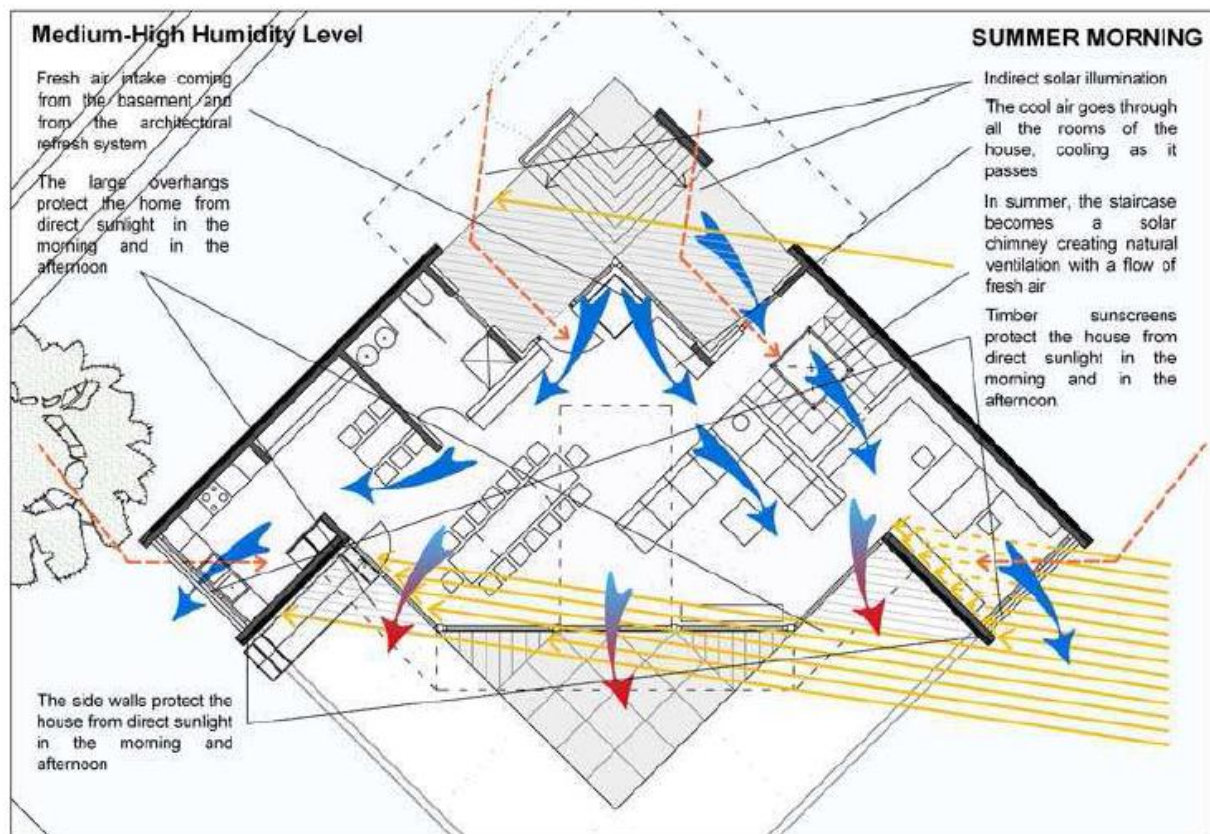 Medium-High Humidity Level
Fresh air intake coming
from the basement and
from the architectural
refresh system
The large overhangs
protect the home from
direct sunlight in the
morning and in the
afternoon
The side walls protect the
house from direct sunlight
in the morning and
afternoon
SUMMER MORNING
Indirect solar illumination
The cool air goes through
all the rooms of the
house, cooling as it
passes
In summer, the staircase
becomes a solar
chimney creating natural
ventilation with a flow of
fresh air
Timber sunscreens
protect the house from
direct sunlight in the
morning and in the
afternoon